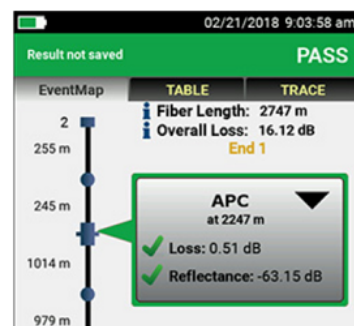 02/21/2018 9:03:58 am
Result not saved
PASS
EventMap
TABLE
TRACE
Fiber Length: 2747 m
Overall Loss: 16.12 dB
End 1
2
255 m
245 m
1014 m
979 m
APC
at 2247 m
Loss: 0.51 dB
Reflectance: -63.15 dB